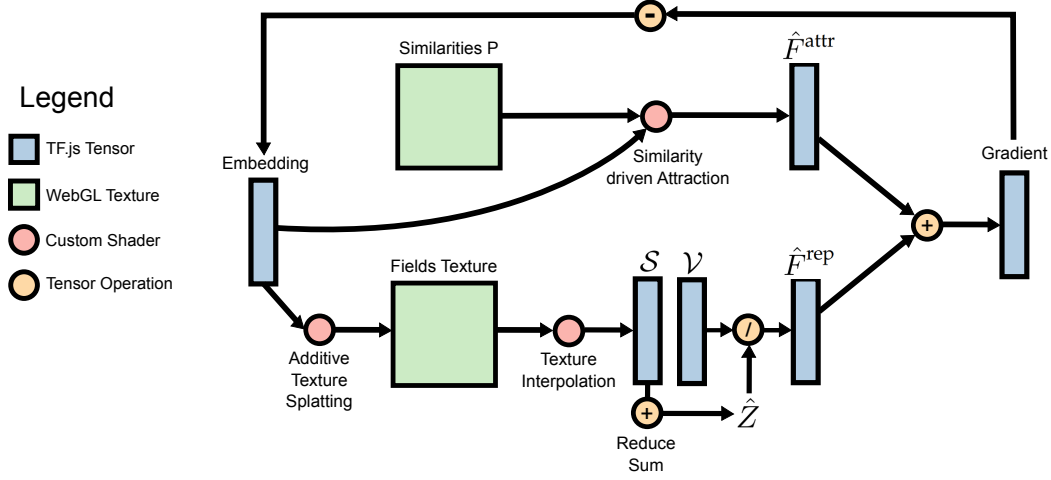 Legend
TF.js Tensor
WebGL Texture
Custom Shader
Tensor Operation
-
Similarities P
F̂^attr
Embedding
Similarity
driven Attraction
Gradient
+
Fields Texture
S
V
F̂^rep
/
Additive
Texture
Splatting
Texture
Interpolation
+
Ẑ
Reduce
Sum